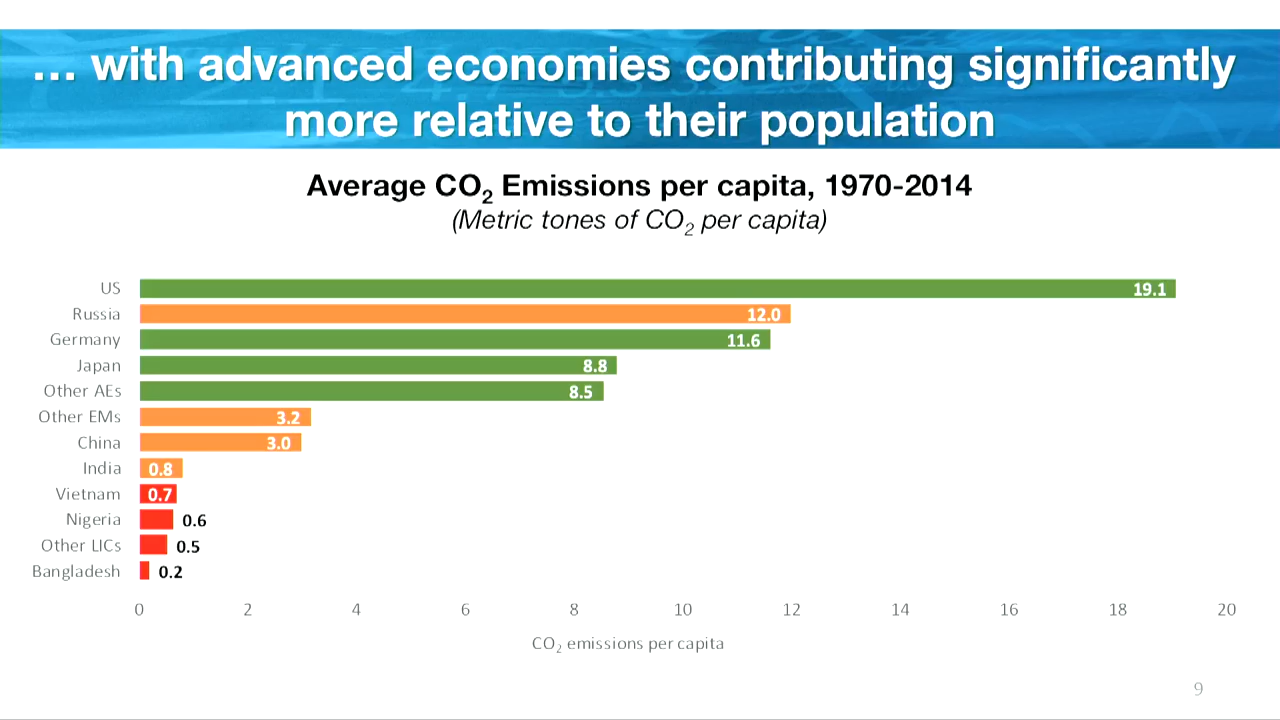 ... with advanced economies contributing significantly
more relative to their population
Average CO₂ Emissions per capita, 1970-2014
(Metric tones of CO₂ per capita)
US 19.1
Russia 12.0
Germany 11.6
Japan 8.8
Other AEs 8.5
Other EMs 3.2
China 3.0
India 0.8
Vietnam 0.7
Nigeria 0.6
Other LICs 0.5
Bangladesh 0.2
0 2 4 6 8 10 12 14 16 18 20
CO₂ emissions per capita
9